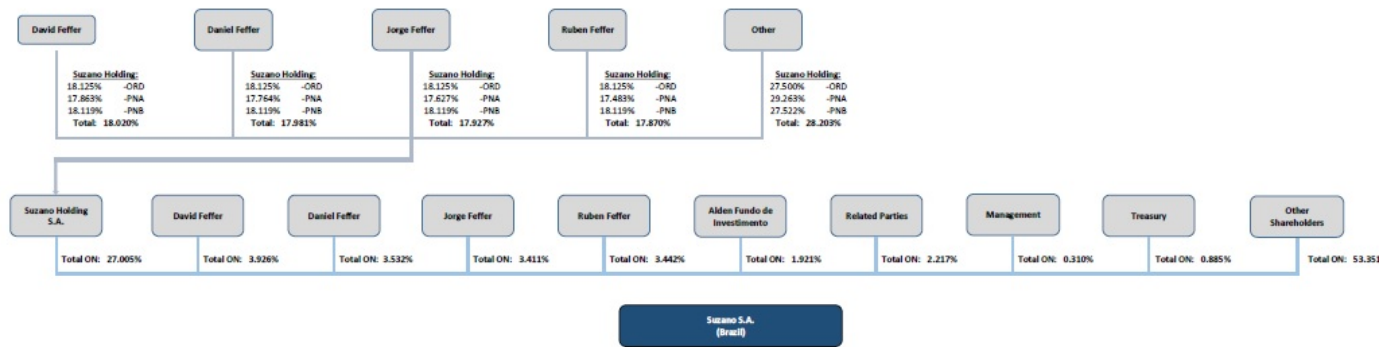 David Feffer
Daniel Feffer
Jorge Feffer
Ruben Feffer
Other
Suzano Holding:
18.125% -ORD
17.863% -PNA
18.119% -PNB
Total: 18.020%
Suzano Holding:
18.125% -ORD
17.764% -PNA
18.119% -PNB
Total: 17.981%
Suzano Holding:
18.125% -ORD
17.627% -PNA
18.119% -PNB
Total: 17.927%
Suzano Holding:
18.125% -ORD
17.483% -PNA
18.119% -PNB
Total: 17.870%
Suzano Holding:
27.500% -ORD
29.263% -PNA
27.522% -PNB
Total: 28.203%
Suzano Holding
S.A.
David Feffer
Daniel Feffer
Jorge Feffer
Ruben Feffer
Alden Fundo de
Investimento
Related Parties
Management
Treasury
Other
Shareholders
Total ON: 27.005%
Total ON: 3.926%
Total ON: 3.532%
Total ON: 3.411%
Total ON: 3.442%
Total ON: 1.921%
Total ON: 2.217%
Total ON: 0.310%
Total ON: 0.885%
Total ON: 53.351
Suzano S.A.
(Brazil)